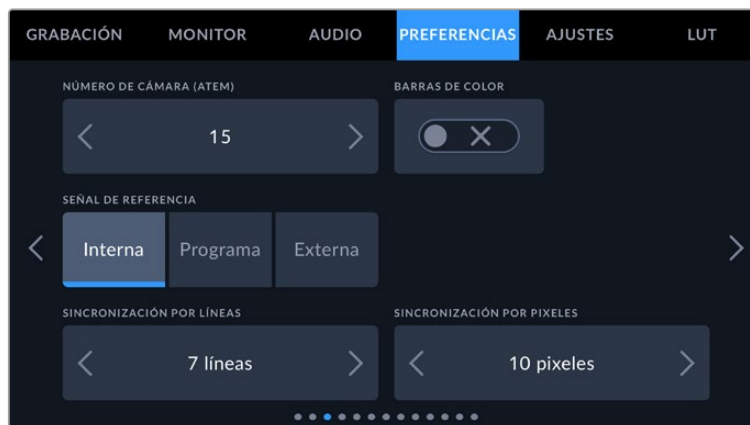 GRABACIÓN MONITOR AUDIO PREFERENCIAS AJUSTES LUT
NÚMERO DE CÁMARA (ATEM) BARRAS DE COLOR
15
SEÑAL DE REFERENCIA
Interna Programa Externa
SINCRONIZACIÓN POR LÍNEAS SINCRONIZACIÓN POR PIXELES
7 líneas 10 pixeles